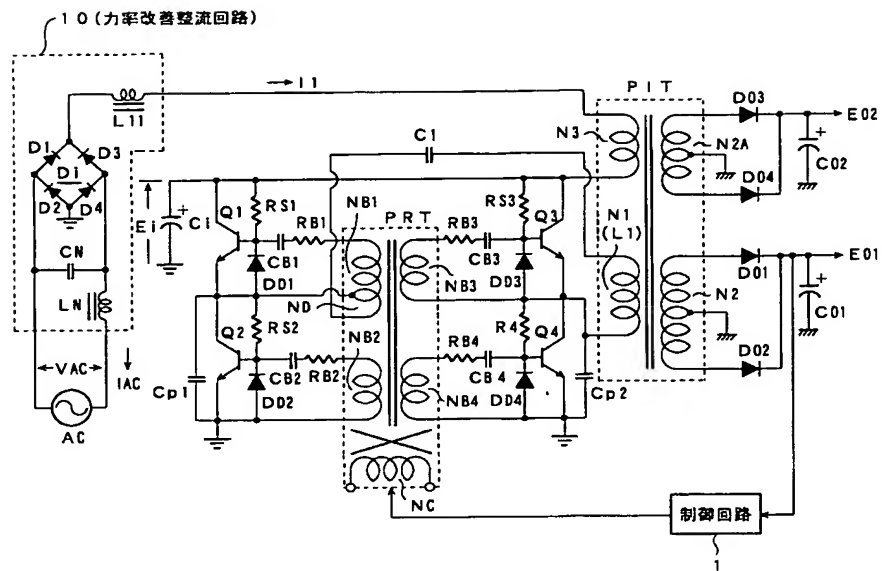 10(力率改善整流回路)
I1
L11
PIT
D03
E02
N3
N2A
C02
D04
C1
D1
D3
Di
D2
D4
Ei
Ci
Q1
RS1
NB1
RB1
CB1
DD1
ND
PRT
RB3
RS3
Q3
CB3
NB3
DD3
N1
(L1)
D01
E01
N2
C01
D02
CN
LN
VAC
IAC
AC
Q2
RS2
NB2
CB2
RB2
DD2
Cp1
RB4
R4
Q4
CB4
NB4
DD4
Cp2
NC
制御回路
1